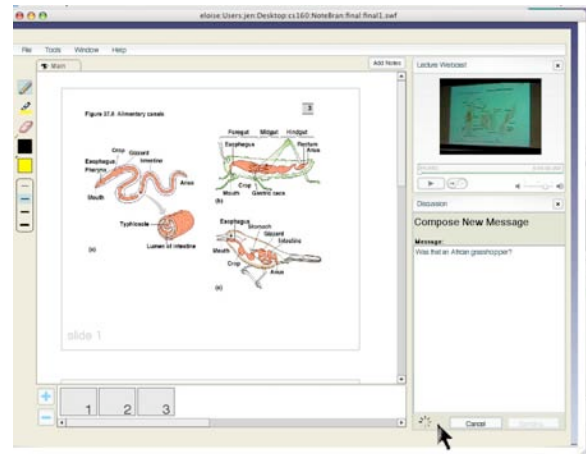 eloise:Users:jen:Desktop:cs160:NoteBran:final:final1.swf
File Tools Window Help
Main
Add Notes
Lecture Webcast
Figure 37.8 Alimentary canals
3
Foregut Midgut Hindgut
Esophagus
Rectum
Anus
Crop
Mouth
Gastric ceca
(b)
Crop
Gizzard
Intestine
Esophagus
Pharynx
Anus
Mouth
Typhlosole
Lumen of intestine
(a)
Esophagus
Stomach
Gizzard
Intestine
Mouth
Crop
Anus
(c)
slide 1
Discussion
Compose New Message
Message:
Was that an African grasshopper?
1 2 3
Cancel